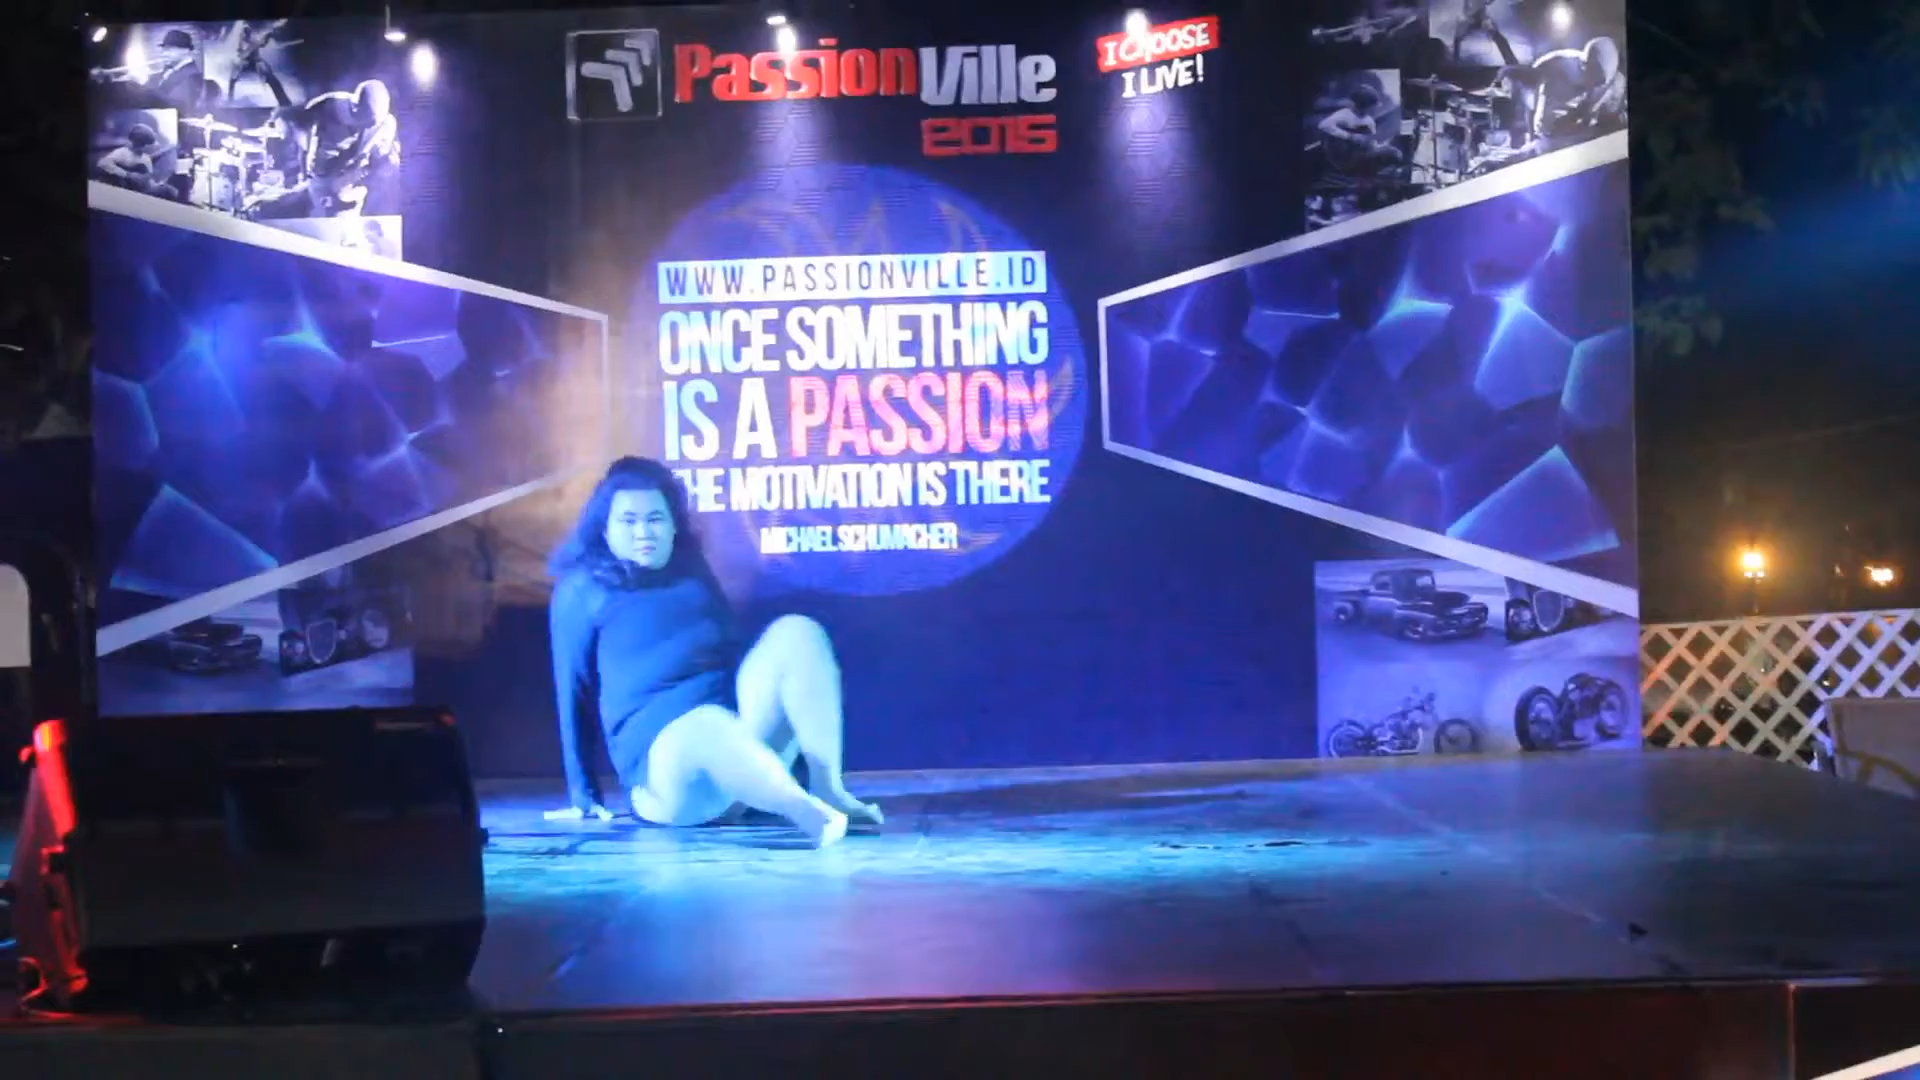 PassionVille
2015
I CHOOSE
I LIVE!
WWW.PASSIONVILLE.ID
ONCE SOMETHING
IS A PASSION
THE MOTIVATION IS THERE
MICHAEL SCHUMACHER